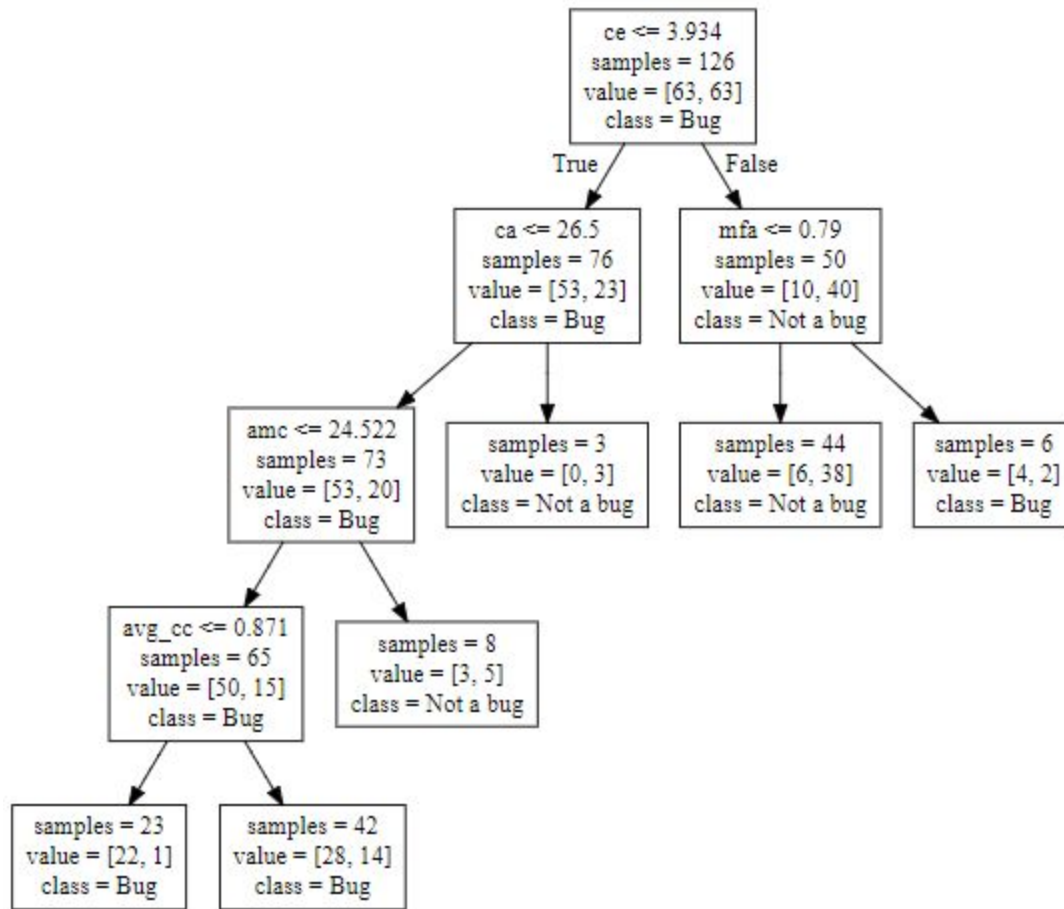 ce <= 3.934
samples = 126
value = [63, 63]
class = Bug
True
False
ca <= 26.5
samples = 76
value = [53, 23]
class = Bug
mfa <= 0.79
samples = 50
value = [10, 40]
class = Not a bug
amc <= 24.522
samples = 73
value = [53, 20]
class = Bug
samples = 3
value = [0, 3]
class = Not a bug
samples = 44
value = [6, 38]
class = Not a bug
samples = 6
value = [4, 2]
class = Bug
avg_cc <= 0.871
samples = 65
value = [50, 15]
class = Bug
samples = 8
value = [3, 5]
class = Not a bug
samples = 23
value = [22, 1]
class = Bug
samples = 42
value = [28, 14]
class = Bug